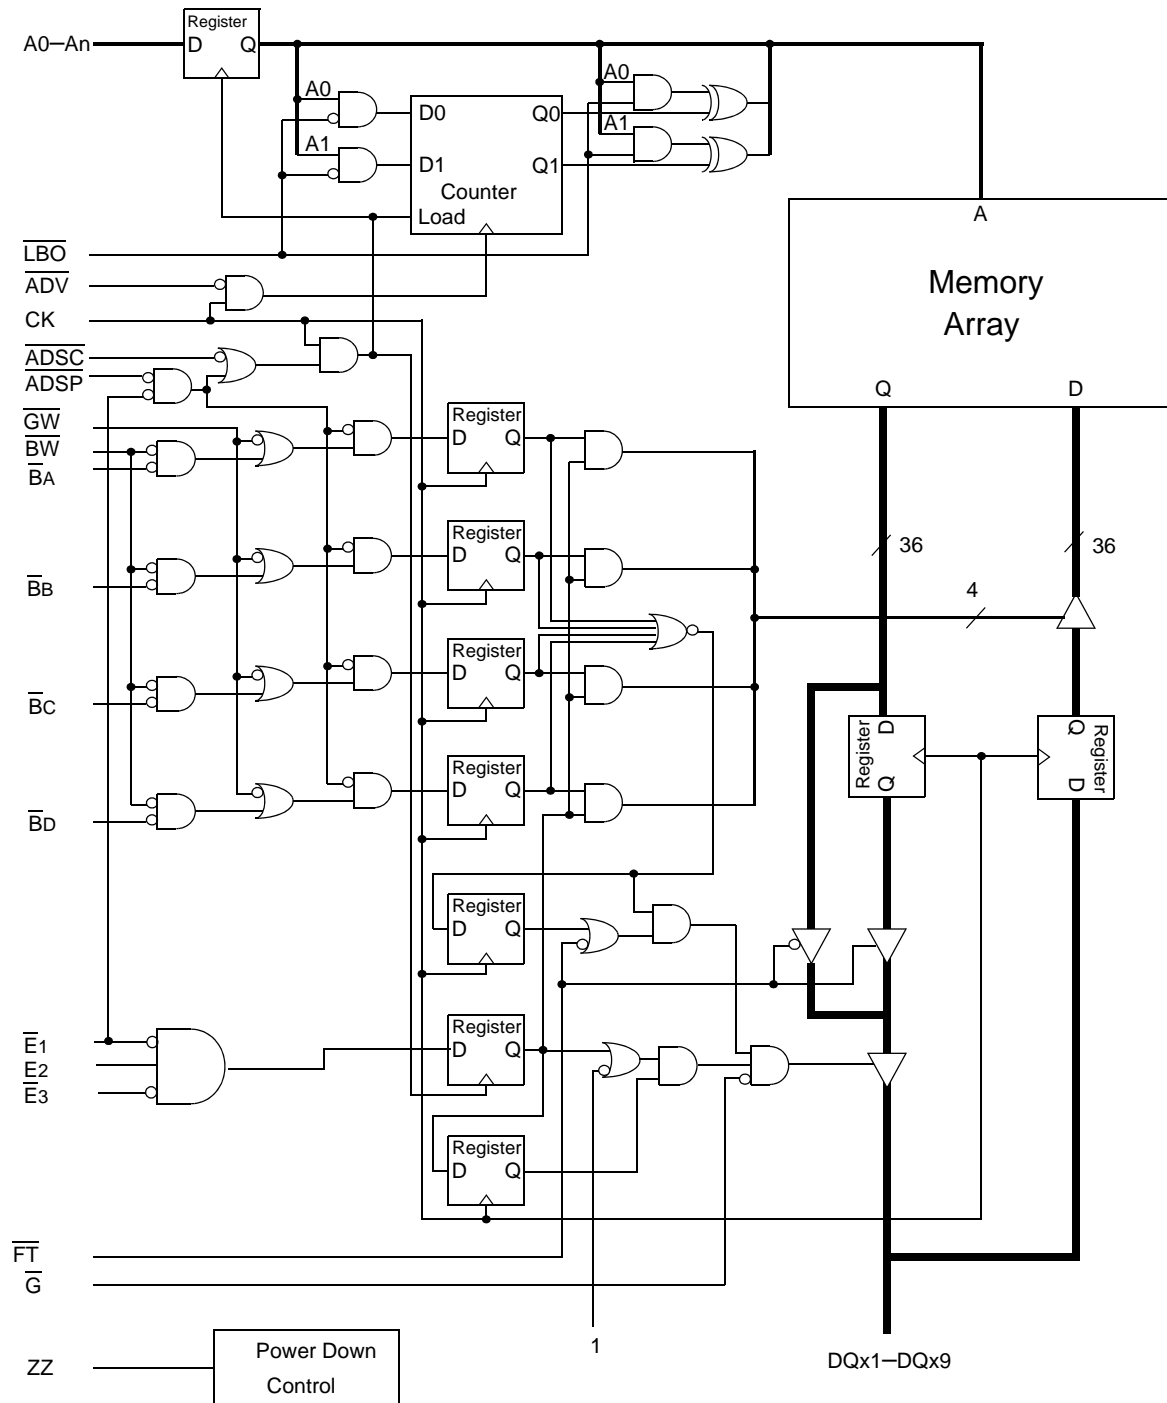 Register
A0–An
D Q
A0
A0
D0
Q0
A1
A1
D1
Q1
Counter
Load
A
LBO
ADV
Memory
CK
Array
ADSC
ADSP
Q D
GW
Register
BW
D Q
BA
Register
D Q
36
36
BB
4
Register
D Q
BC
D
Register
Q
Q
Register
D
Register
D Q
BD
Register
D Q
Register
E1
D Q
E2
E3
Register
D Q
FT
G
1
Power Down
DQx1–DQx9
ZZ
Control